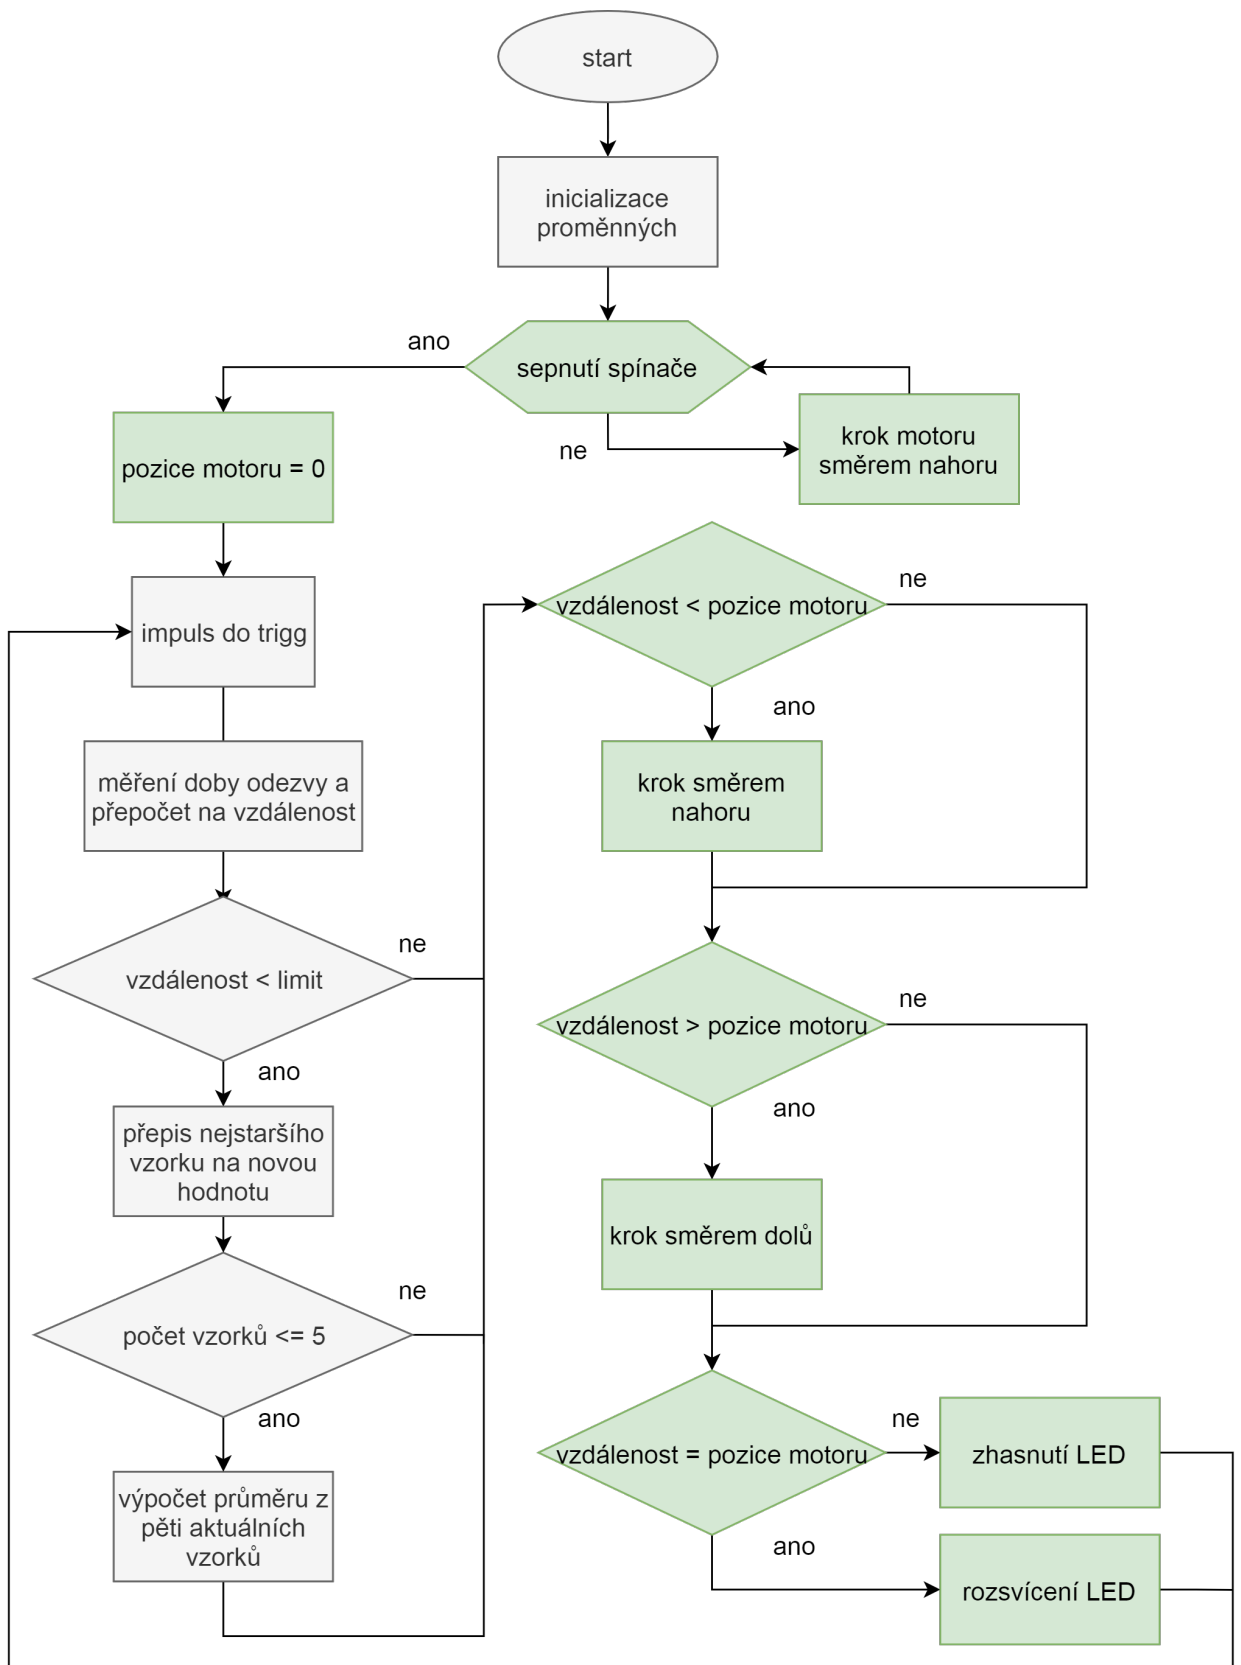 start
inicializace
proměnných
ano
sepnutí spínače
ne
krok motoru
směrem nahoru
pozice motoru = 0
impuls do trigg
měření doby odezvy a
přepočet na vzdálenost
vzdálenost < limit
ne
ano
přepis nejstaršího
vzorku na novou
hodnotu
počet vzorků <= 5
ne
ano
výpočet průměru z
pěti aktuálních
vzorků
vzdálenost < pozice motoru
ne
ano
krok směrem
nahoru
vzdálenost > pozice motoru
ne
ano
krok směrem dolů
vzdálenost = pozice motoru
ne
zhasnutí LED
ano
rozsvícení LED